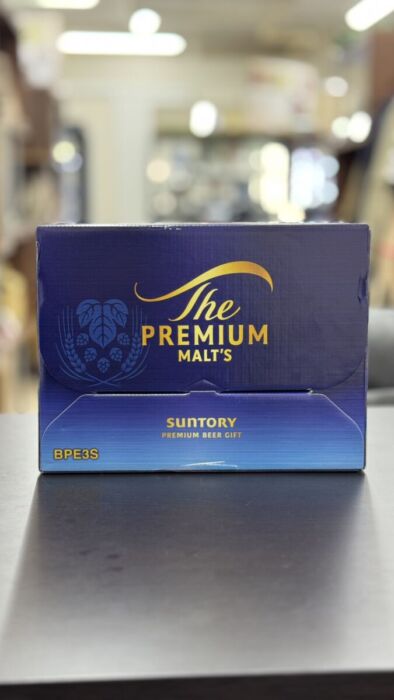 The
PREMIUM
MALT'S
SUNTORY
PREMIUM BEER GIFT
BPE3S